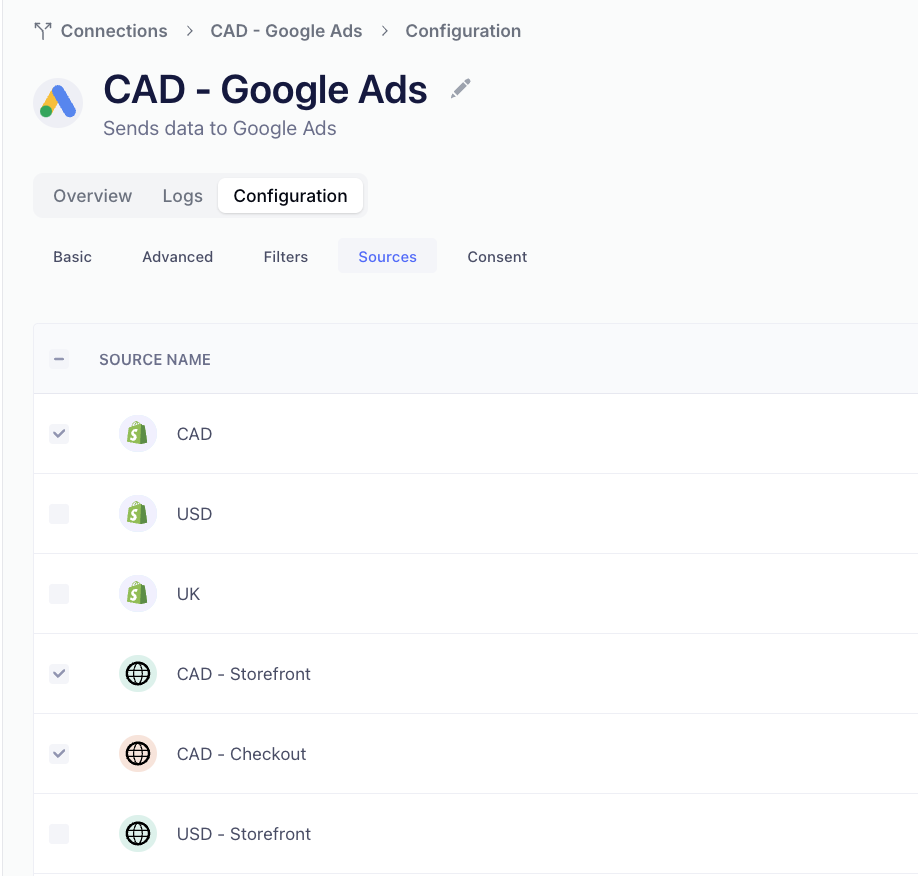 Connections > CAD - Google Ads > Configuration
CAD - Google Ads
Sends data to Google Ads
Overview Logs Configuration
Basic Advanced Filters Sources Consent
SOURCE NAME
CAD
USD
UK
CAD - Storefront
CAD - Checkout
USD - Storefront